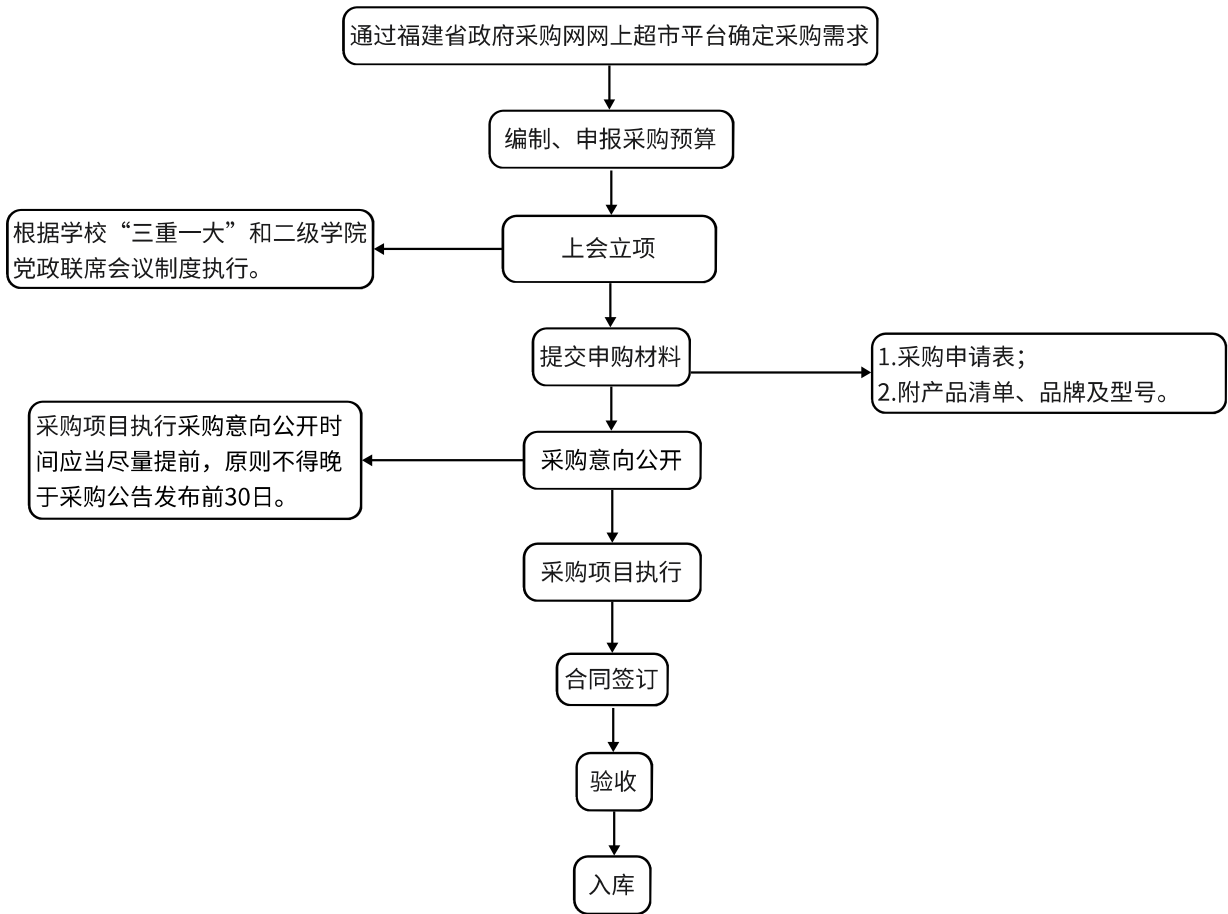 通过福建省政府采购网网上超市平台确定采购需求
编制、申报采购预算
根据学校“三重一大”和二级学院
党政联席会议制度执行。
上会立项
提交申购材料
1.采购申请表；
2.附产品清单、品牌及型号。
采购项目执行采购意向公开时
间应当尽量提前，原则不得晚
于采购公告发布前30日。
采购意向公开
采购项目执行
合同签订
验收
入库